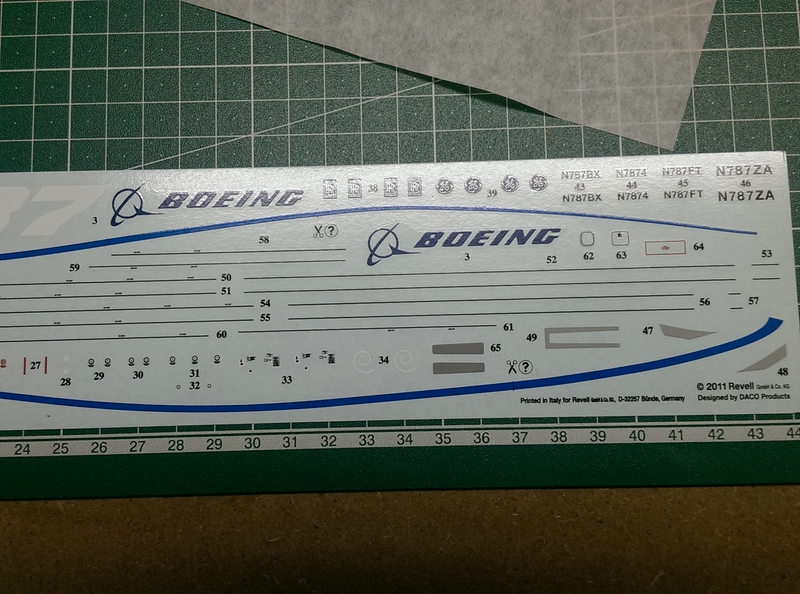 N787BX N7874 N787FT N787ZA
3 BOEING 38 39 43 44 45 46
N787BX N7874 N787FT N787ZA
58 ✂? BOEING 64
59 3 52 62 63 53
50
51
54 56 57
55
60 61 49 47
27 28 29 30 31 32 33 34 65 ✂? 48
© 2011 Revell GmbH & Co. KG
Printed in Italy for Revell GmbH & Co. KG, D-32257 Bünde, Germany Designed by DACO Products
24 25 26 27 28 29 30 31 32 33 34 35 36 37 38 39 40 41 42 43 44